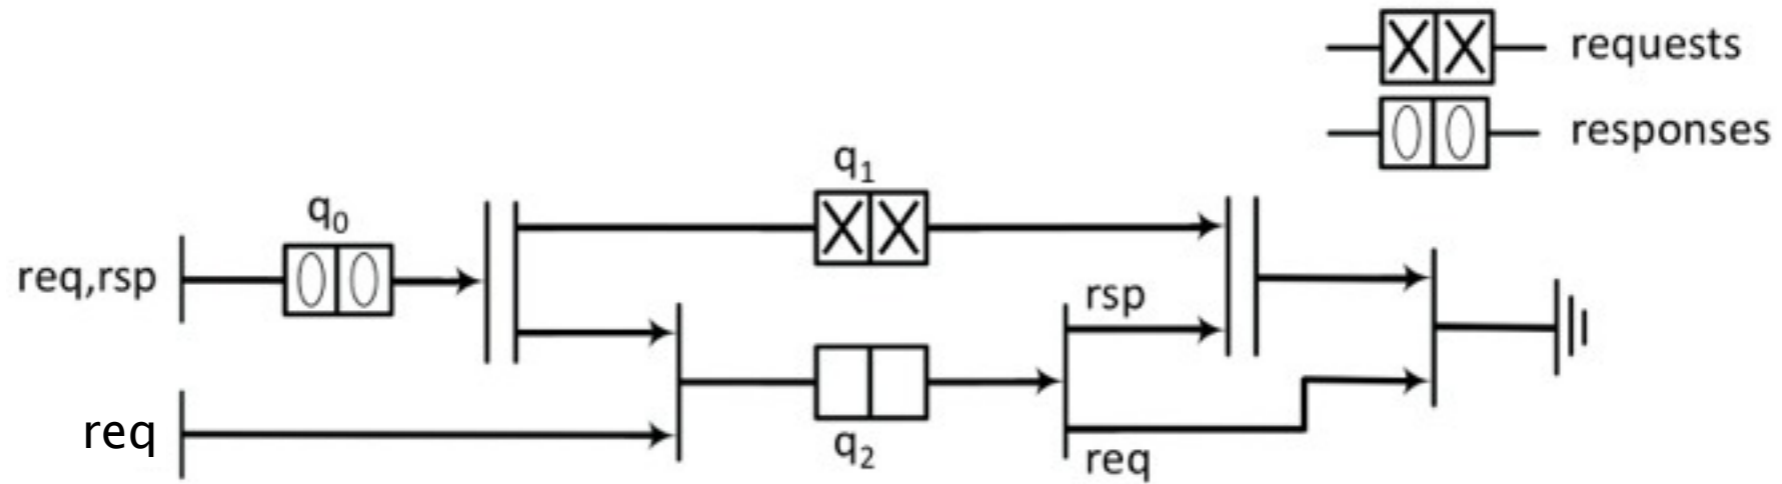 requests
responses
q1
q0
req,rsp
rsp
req
q2
req